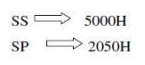 SS ⇒ 5000H
SP ⇒ 2050H